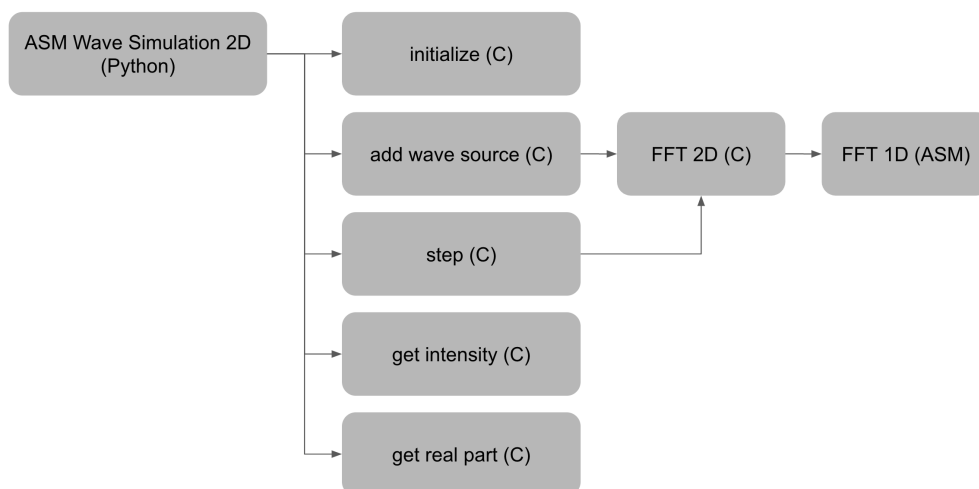 ASM Wave Simulation 2D
(Python)
initialize (C)
add wave source (C)
FFT 2D (C)
FFT 1D (ASM)
step (C)
get intensity (C)
get real part (C)